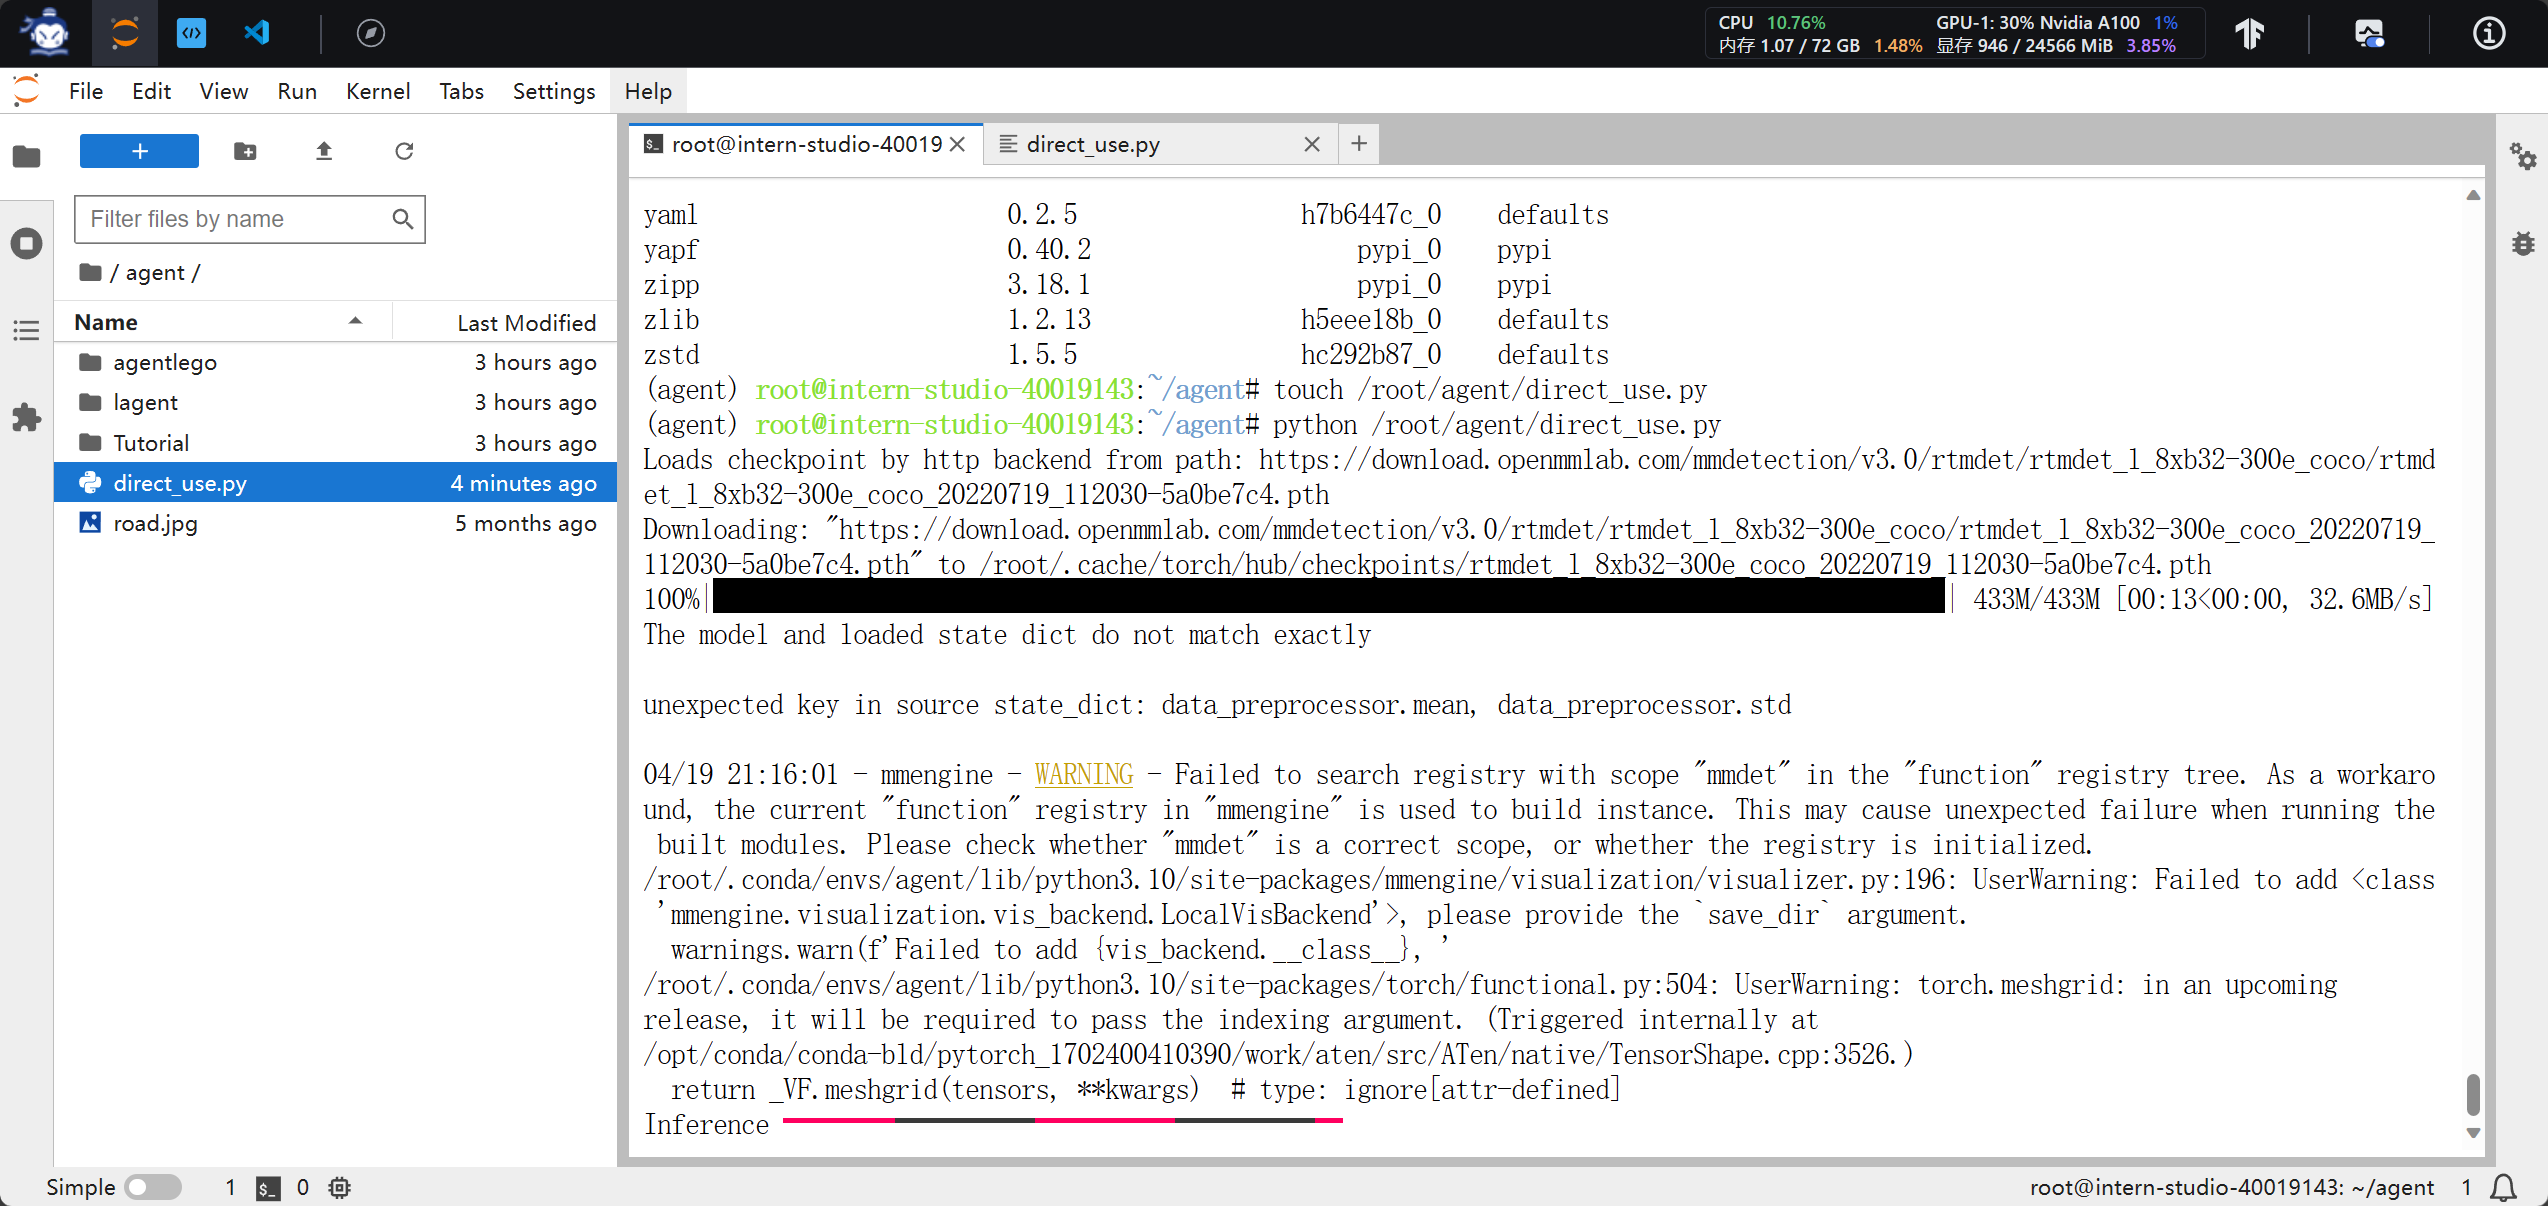 CPU 10.76% GPU-1: 30% Nvidia A100 1%
内存 1.07 / 72 GB 1.48% 显存 946 / 24566 MiB 3.85%
File Edit View Run Kernel Tabs Settings Help
root@intern-studio-40019
direct_use.py
Filter files by name
/ agent /
Name Last Modified
agentlego 3 hours ago
lagent 3 hours ago
Tutorial 3 hours ago
direct_use.py 4 minutes ago
road.jpg 5 months ago
yaml 0.2.5 h7b6447c_0 defaults
yapf 0.40.2 pypi_0 pypi
zipp 3.18.1 pypi_0 pypi
zlib 1.2.13 h5eee18b_0 defaults
zstd 1.5.5 hc292b87_0 defaults
(agent) root@intern-studio-40019143:~/agent# touch /root/agent/direct_use.py
(agent) root@intern-studio-40019143:~/agent# python /root/agent/direct_use.py
Loads checkpoint by http backend from path: https://download.openmmlab.com/mmdetection/v3.0/rtmdet/rtmdet_l_8xb32-300e_coco/rtmd
et_l_8xb32-300e_coco_20220719_112030-5a0be7c4.pth
Downloading: "https://download.openmmlab.com/mmdetection/v3.0/rtmdet/rtmdet_l_8xb32-300e_coco/rtmdet_l_8xb32-300e_coco_20220719_
112030-5a0be7c4.pth" to /root/.cache/torch/hub/checkpoints/rtmdet_l_8xb32-300e_coco_20220719_112030-5a0be7c4.pth
100%| | 433M/433M [00:13<00:00, 32.6MB/s]
The model and loaded state dict do not match exactly
unexpected key in source state_dict: data_preprocessor.mean, data_preprocessor.std
04/19 21:16:01 - mmengine - WARNING - Failed to search registry with scope "mmdet" in the "function" registry tree. As a workaro
und, the current "function" registry in "mmengine" is used to build instance. This may cause unexpected failure when running the
built modules. Please check whether "mmdet" is a correct scope, or whether the registry is initialized.
/root/.conda/envs/agent/lib/python3.10/site-packages/mmengine/visualization/visualizer.py:196: UserWarning: Failed to add <class
'mmengine.visualization.vis_backend.LocalVisBackend'>, please provide the `save_dir` argument.
warnings.warn(f'Failed to add {vis_backend.__class__}, '
/root/.conda/envs/agent/lib/python3.10/site-packages/torch/functional.py:504: UserWarning: torch.meshgrid: in an upcoming
release, it will be required to pass the indexing argument. (Triggered internally at
/opt/conda/conda-bld/pytorch_1702400410390/work/aten/src/ATen/native/TensorShape.cpp:3526.)
return _VF.meshgrid(tensors, **kwargs) # type: ignore[attr-defined]
Inference
Simple 1 0 root@intern-studio-40019143: ~/agent 1